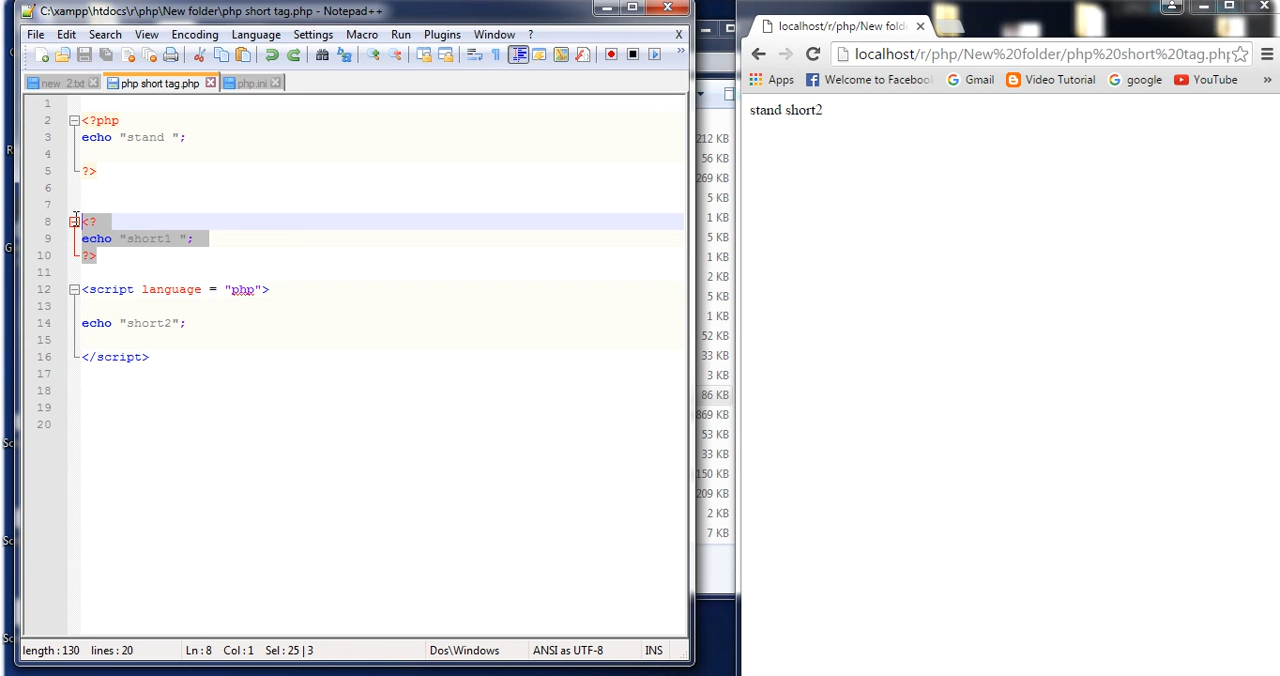 C:\xampp\htdocs\r\php\New folder\php short tag.php - Notepad++
File Edit Search View Encoding Language Settings Macro Run Plugins Window ? X
new 2.txt php short tag.php php.ini
1
2 <?php
3 echo "stand ";
4
5 ?>
6
7
8 <?
9 echo "short1 ";
10 ?>
11
12 <script language = "php">
13
14 echo "short2";
15
16 </script>
17
18
19
20
length : 130 lines : 20 Ln : 8 Col : 1 Sel : 25 | 3 Dos\Windows ANSI as UTF-8 INS
212 KB
56 KB
269 KB
5 KB
1 KB
5 KB
1 KB
2 KB
5 KB
1 KB
52 KB
33 KB
3 KB
86 KB
869 KB
53 KB
33 KB
150 KB
209 KB
2 KB
7 KB
localhost/r/php/New folde
localhost/r/php/New%20folder/php%20short%20tag.php
Apps Welcome to Facebook Gmail Video Tutorial google YouTube »
stand short2